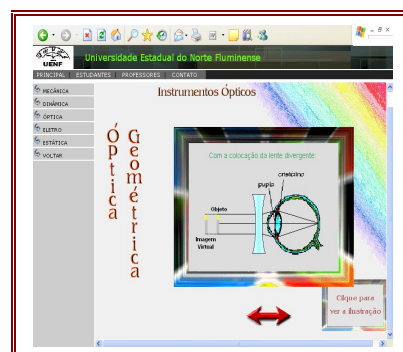 UENF
Universidade Estadual do Norte Fluminense
PRINCIPAL ESTUDANTES PROFESSORES CONTATO
MECÂNICA
DINÂMICA
ÓPTICA
ELETRO
ESTÁTICA
VOLTAR
Instrumentos Ópticos
Óptica
Geométrica
Com a colocação da lente divergente:
cristalino
pupila
Objeto
Imagem
Virtual
Clique para
ver a ilustração